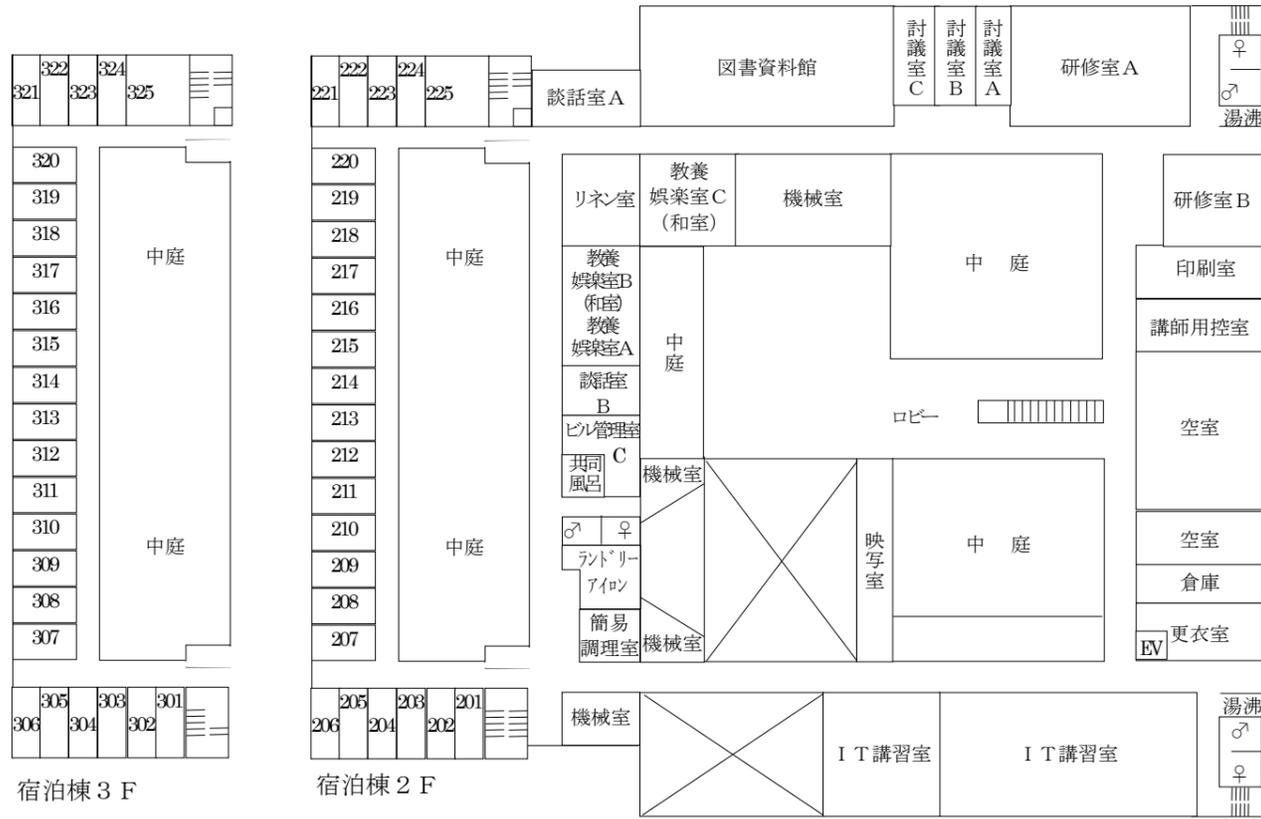 321
322
323
324
325
320
319
318
317
316
315
314
313
312
311
310
309
308
307
中庭
中庭
306
305
304
303
302
301
宿泊棟3F
221
222
223
224
225
220
219
218
217
216
215
214
213
212
211
210
209
208
207
中庭
中庭
206
205
204
203
202
201
宿泊棟2F
談話室A
図書資料館
討議室C
討議室B
討議室A
研修室A
♀
♂
湯沸
リネン室
教養
娯楽室C
(和室)
機械室
中 庭
研修室B
教養
娯楽室B
(和室)
教養
娯楽室A
中庭
印刷室
講師用控室
談話室
B
ビル管理室
C
共同
風呂
ロビー
空室
機械室
♂ ♀
ランドリー
アイロン
簡易
調理室
機械室
映写室
中 庭
空室
倉庫
更衣室
EV
機械室
IT講習室
IT講習室
湯沸
♂
♀